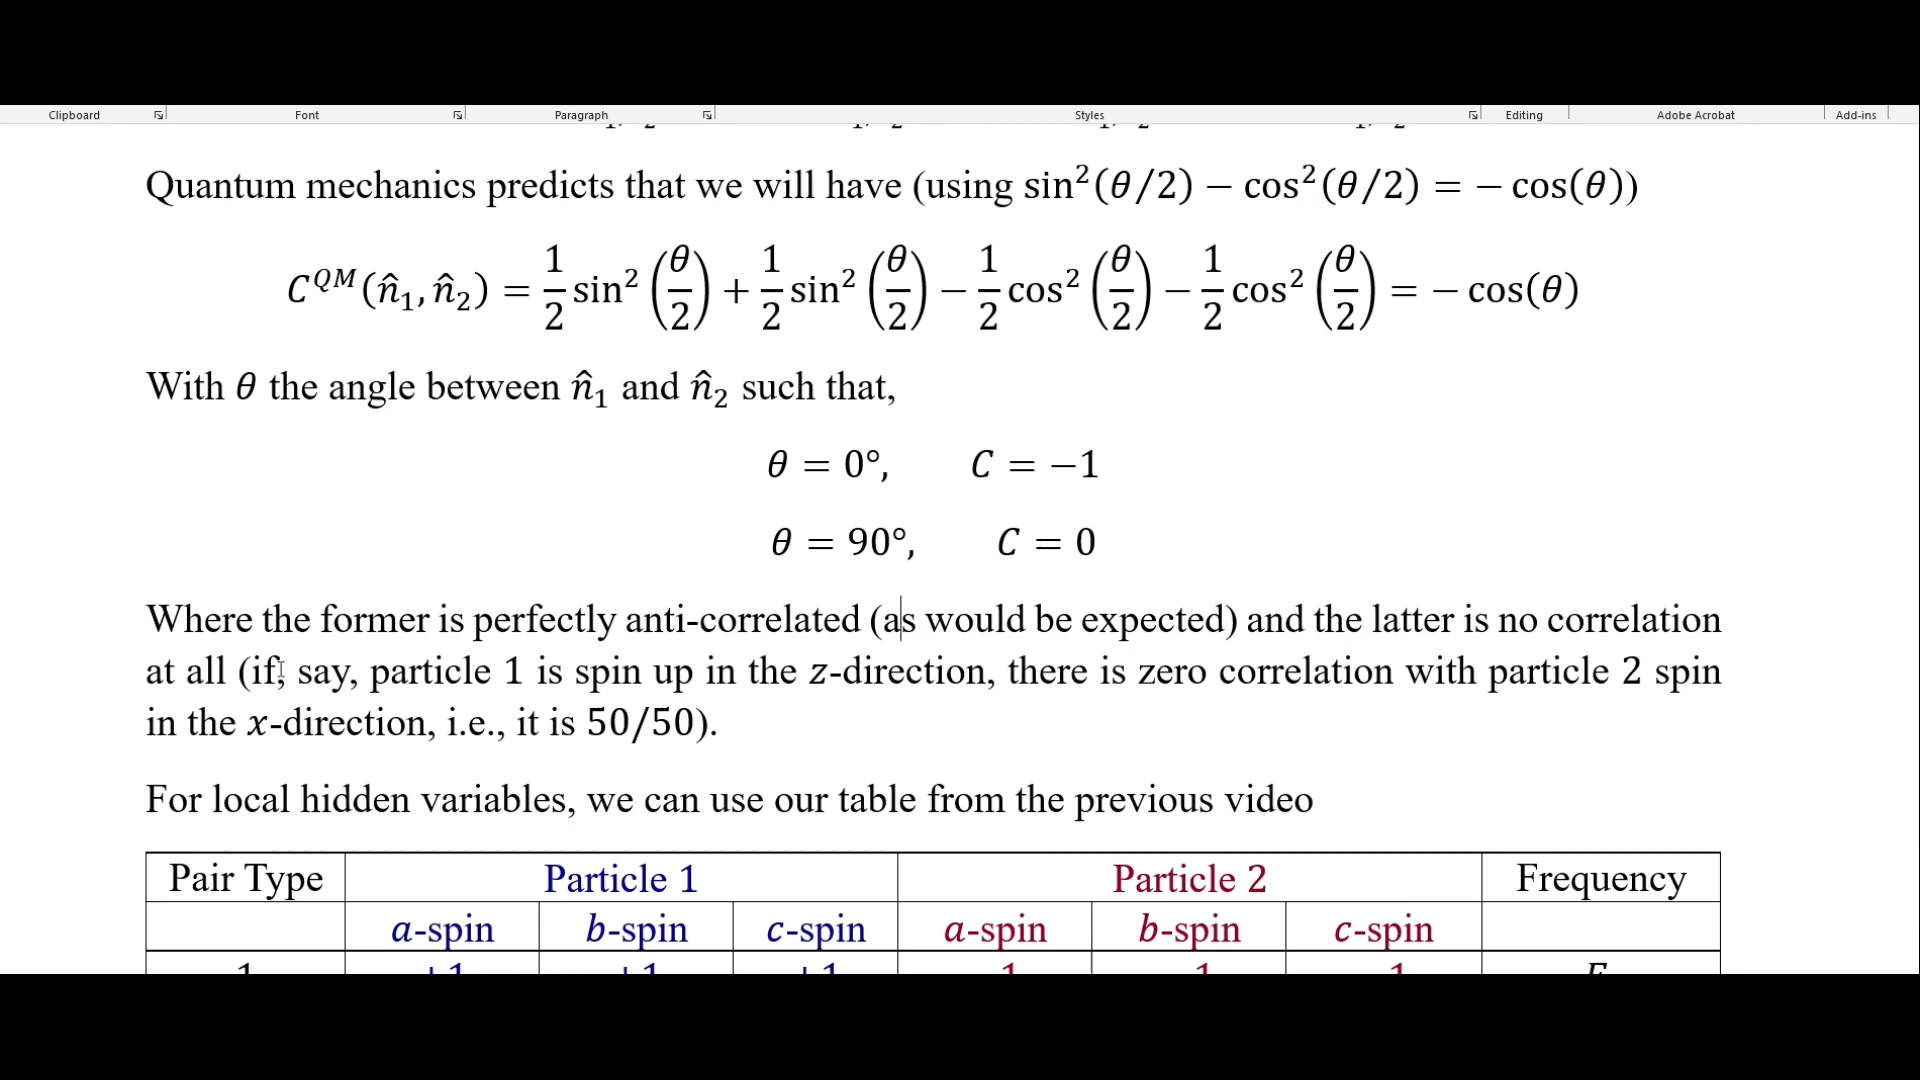 Clipboard Font Paragraph Styles Editing Adobe Acrobat Add-ins
Quantum mechanics predicts that we will have (using sin²(θ/2) − cos²(θ/2) = − cos(θ))
C^{QM}(n̂₁, n̂₂) = 1/2 sin²(θ/2) + 1/2 sin²(θ/2) − 1/2 cos²(θ/2) − 1/2 cos²(θ/2) = − cos(θ)
With θ the angle between n̂₁ and n̂₂ such that,
θ = 0°, C = −1
θ = 90°, C = 0
Where the former is perfectly anti-correlated (as would be expected) and the latter is no correlation
at all (if, say, particle 1 is spin up in the z-direction, there is zero correlation with particle 2 spin
in the x-direction, i.e., it is 50/50).
For local hidden variables, we can use our table from the previous video
Pair Type Particle 1 Particle 2 Frequency
a-spin b-spin c-spin a-spin b-spin c-spin